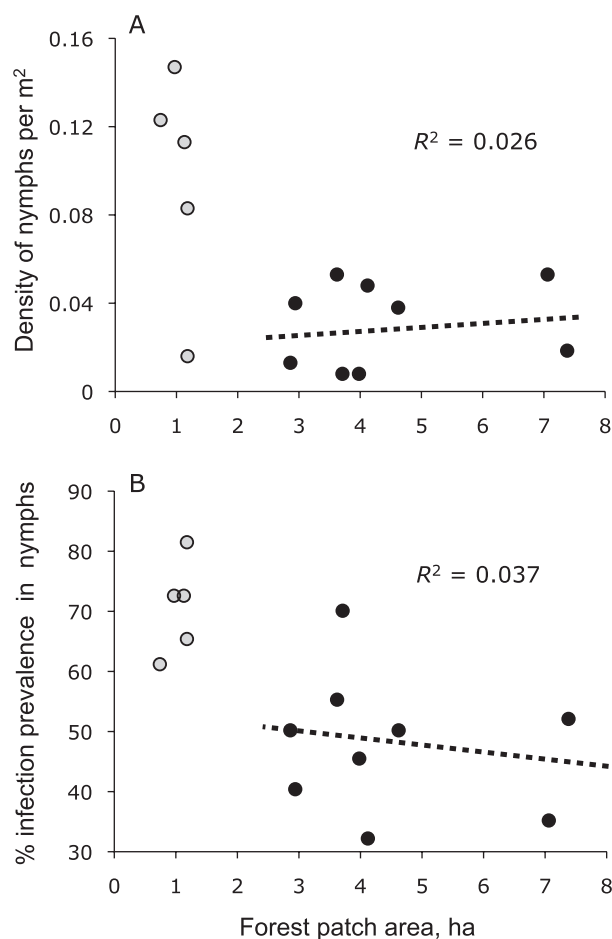 A
0.16
0.12
0.08
0.04
0
Density of nymphs per m²
R² = 0.026
0 1 2 3 4 5 6 7 8
B
90
80
70
60
50
40
30
% infection prevalence in nymphs
R² = 0.037
0 1 2 3 4 5 6 7 8
Forest patch area, ha